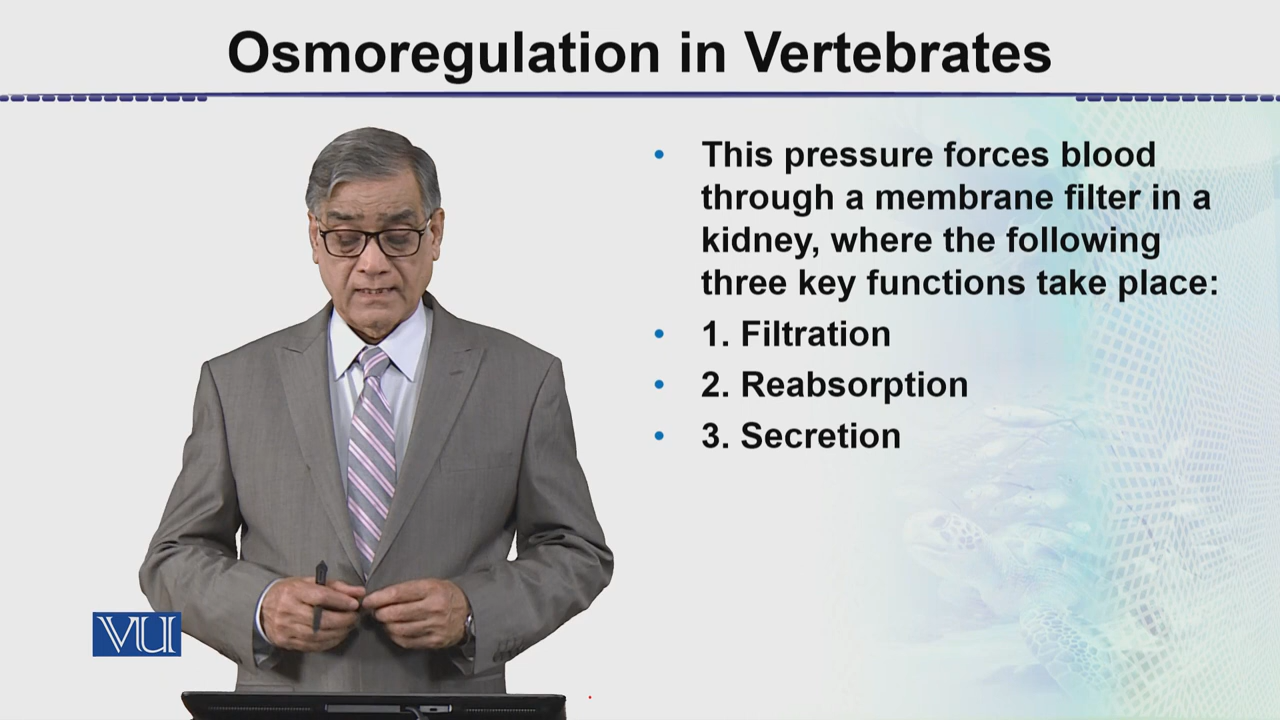 Osmoregulation in Vertebrates
• This pressure forces blood
through a membrane filter in a
kidney, where the following
three key functions take place:
• 1. Filtration
• 2. Reabsorption
• 3. Secretion
VU